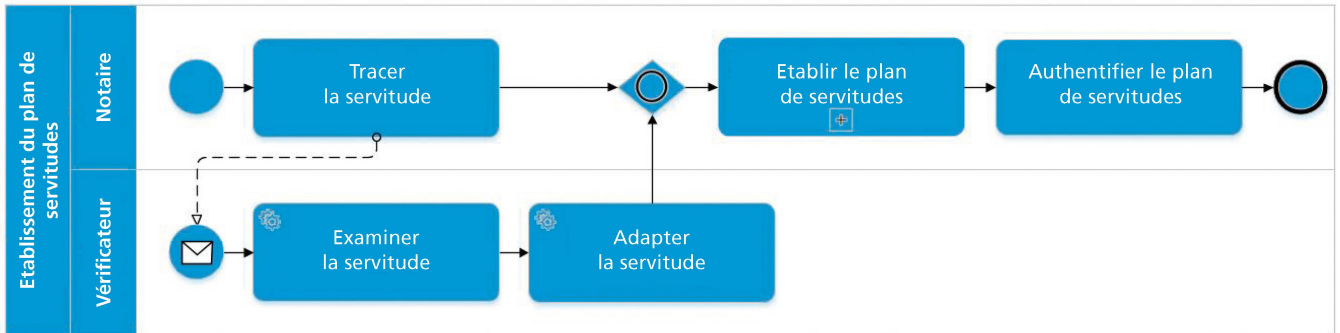 Etablissement du plan de
servitudes
Notaire
Tracer
la servitude
Etablir le plan
de servitudes
Authentifier le plan
de servitudes
Vérificateur
Examiner
la servitude
Adapter
la servitude